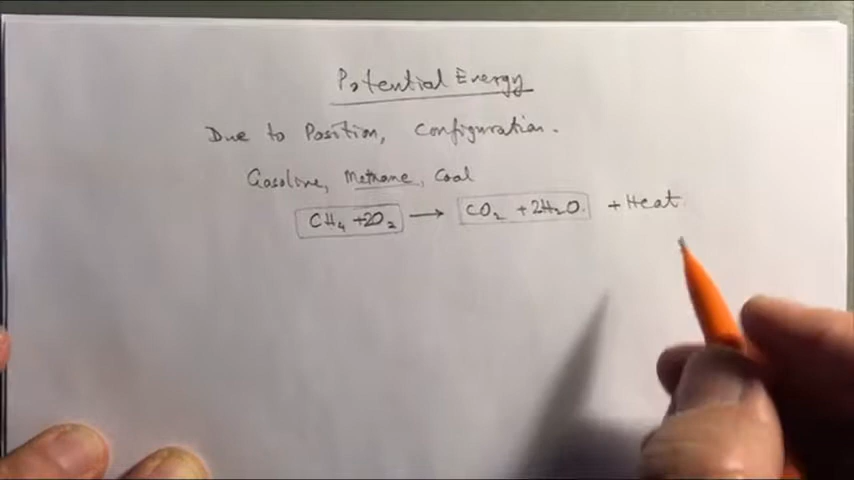 Potential Energy
Due to Position, Configuration.
Gasoline, Methane, Coal
CH₄ +2O₂ → CO₂ +2H₂O. + Heat